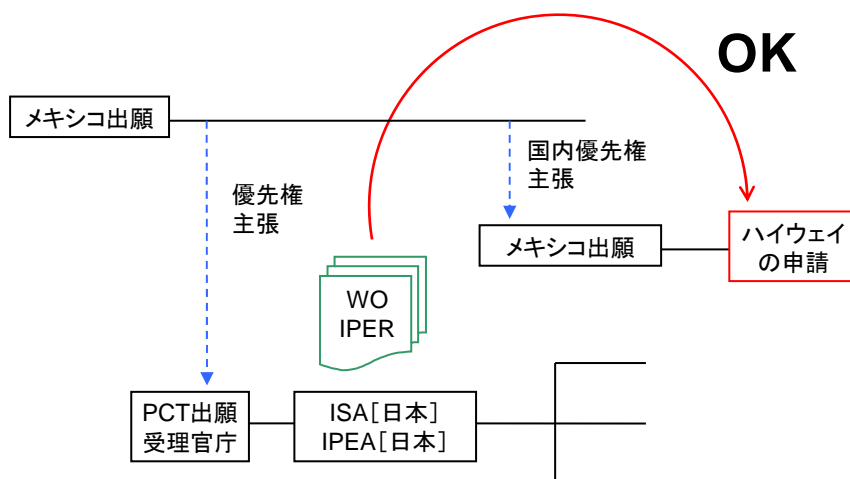 OK
メキシコ出願
国内優先権
主張
優先権
主張
メキシコ出願
ハイウェイ
の申請
WO
IPER
PCT出願
受理官庁
ISA[日本]
IPEA[日本]